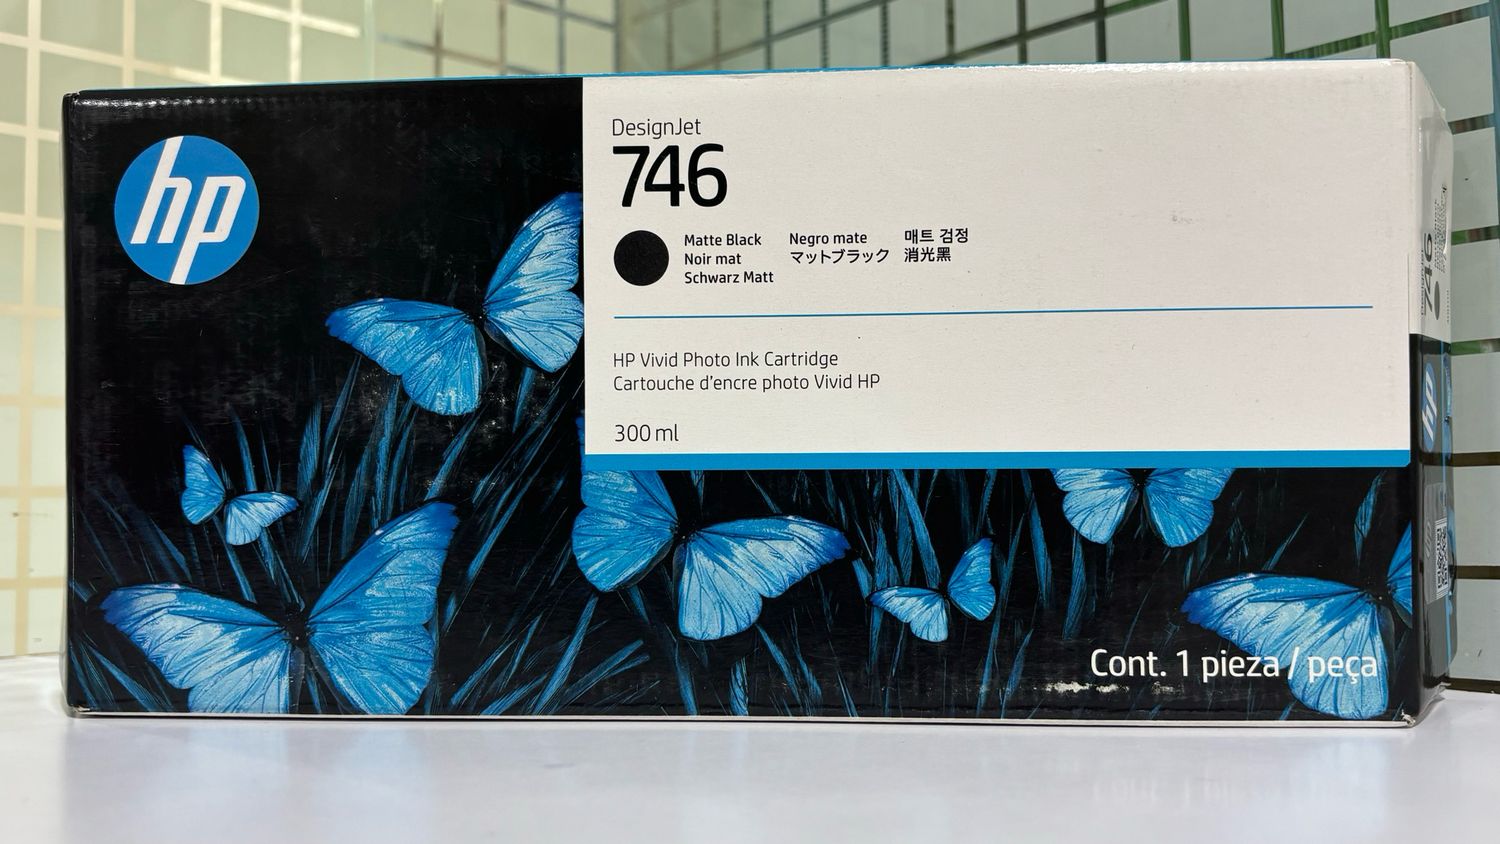 hp
DesignJet
746
Matte Black
Noir mat
Schwarz Matt
Negro mate
マットブラック
매트 검정
消光黑
HP Vivid Photo Ink Cartridge
Cartouche d'encre photo Vivid HP
300 ml
Cont. 1 pieza / peça
746
hp